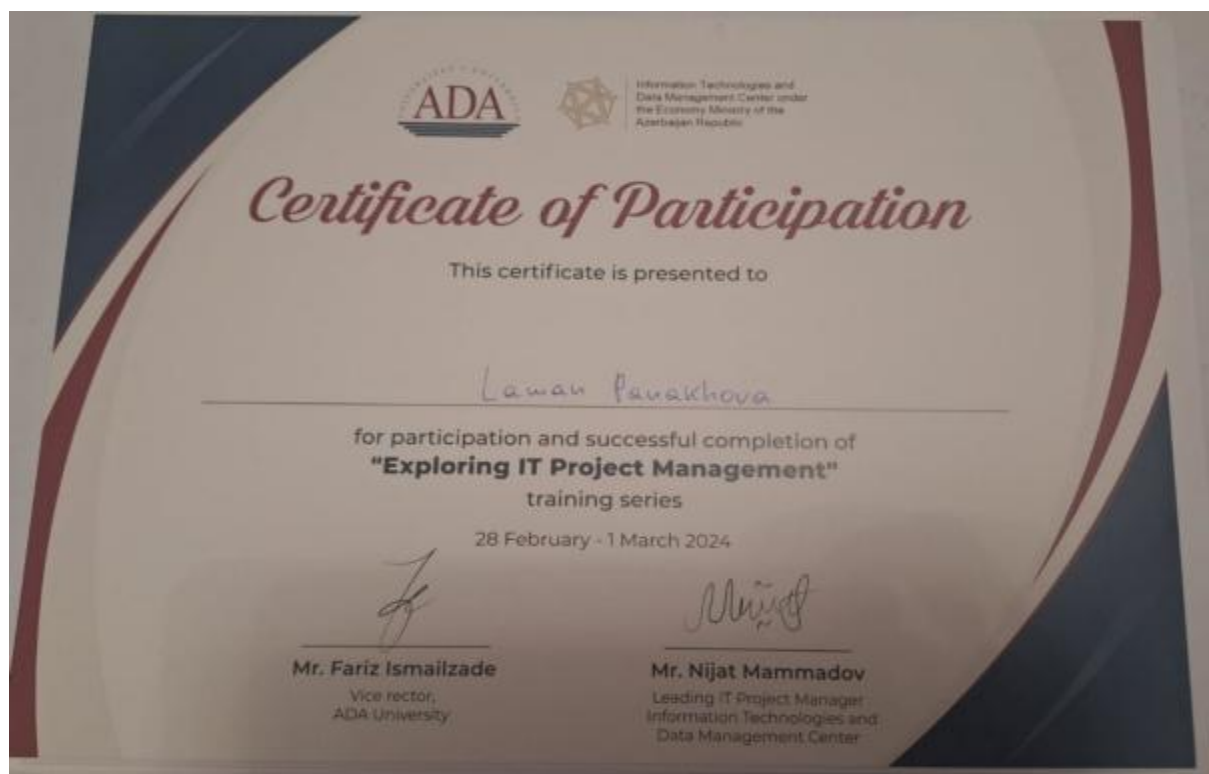 ADA
Information Technologies and
Data Management Center under
the Economy Ministry of the
Azerbaijan Republic
Certificate of Participation
This certificate is presented to
Laman Panakhova
for participation and successful completion of
"Exploring IT Project Management"
training series
28 February - 1 March 2024
Mr. Fariz Ismailzade
Vice rector,
ADA University
Mr. Nijat Mammadov
Leading IT Project Manager
Information Technologies and
Data Management Center